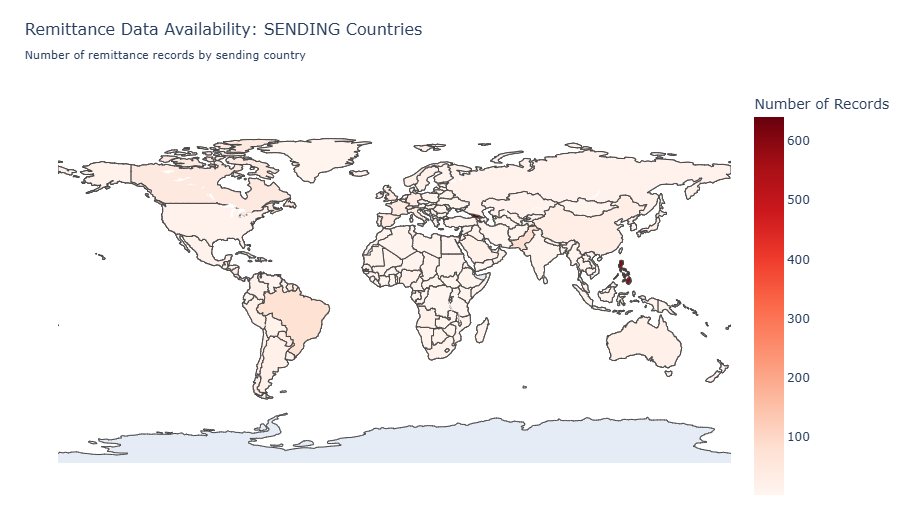 Remittance Data Availability: SENDING Countries
Number of remittance records by sending country
Number of Records
600
500
400
300
200
100